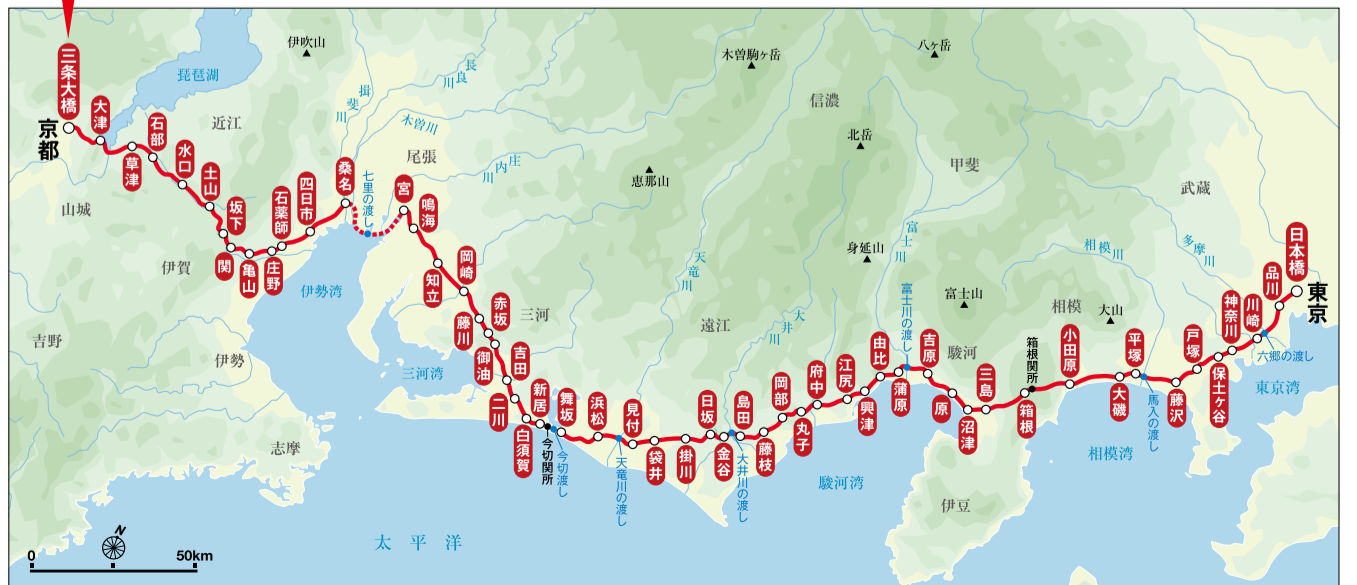 三条大橋
京都
大津
草津
石部
水口
土山
坂下
関
亀山
庄野
石薬師
四日市
桑名
七里の渡し
宮
鳴海
知立
岡崎
藤川
赤坂
御油
吉田
二川
白須賀
新居
今切関所
今切渡し
舞坂
浜松
天竜川の渡し
見付
袋井
掛川
日坂
金谷
大井川の渡し
島田
藤枝
岡部
丸子
府中
江尻
興津
由比
蒲原
富士川の渡し
吉原
原
沼津
三島
箱根
箱根関所
小田原
大磯
平塚
馬入の渡し
藤沢
戸塚
保土ヶ谷
神奈川
川崎
六郷の渡し
品川
日本橋
東京
琵琶湖
伊吹山
近江
山城
伊賀
吉野
伊勢
志摩
伊勢湾
揖斐川
長良川
木曽川
尾張
庄内川
三河
三河湾
恵那山
木曽駒ヶ岳
信濃
八ヶ岳
北岳
甲斐
身延山
富士川
天竜川
遠江
大井川
富士山
駿河
駿河湾
伊豆
相模
大山
相模川
相模湾
武蔵
多摩川
東京湾
太平洋
N
0
50km